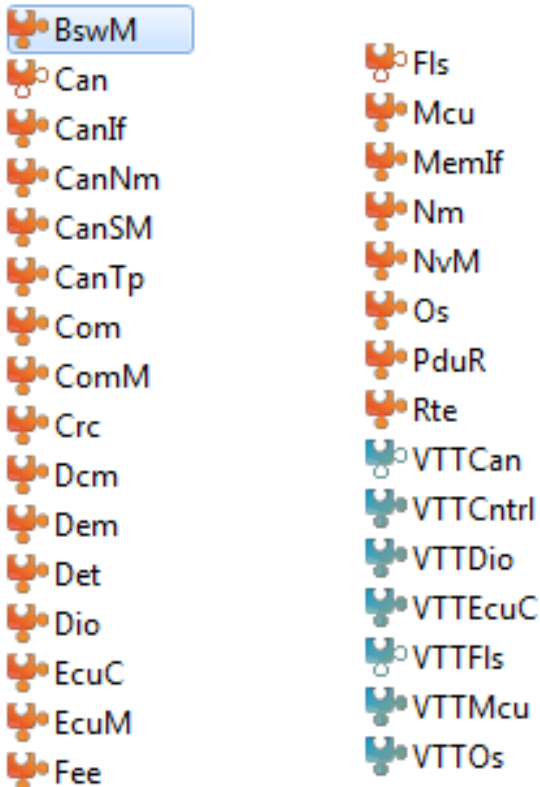 BswM
Can
CanIf
CanNm
CanSM
CanTp
Com
ComM
Crc
Dcm
Dem
Det
Dio
EcuC
EcuM
Fee
Fls
Mcu
MemIf
Nm
NvM
Os
PduR
Rte
VTTCan
VTTCntrl
VTTDio
VTTEcuC
VTTFls
VTTMcu
VTTOs